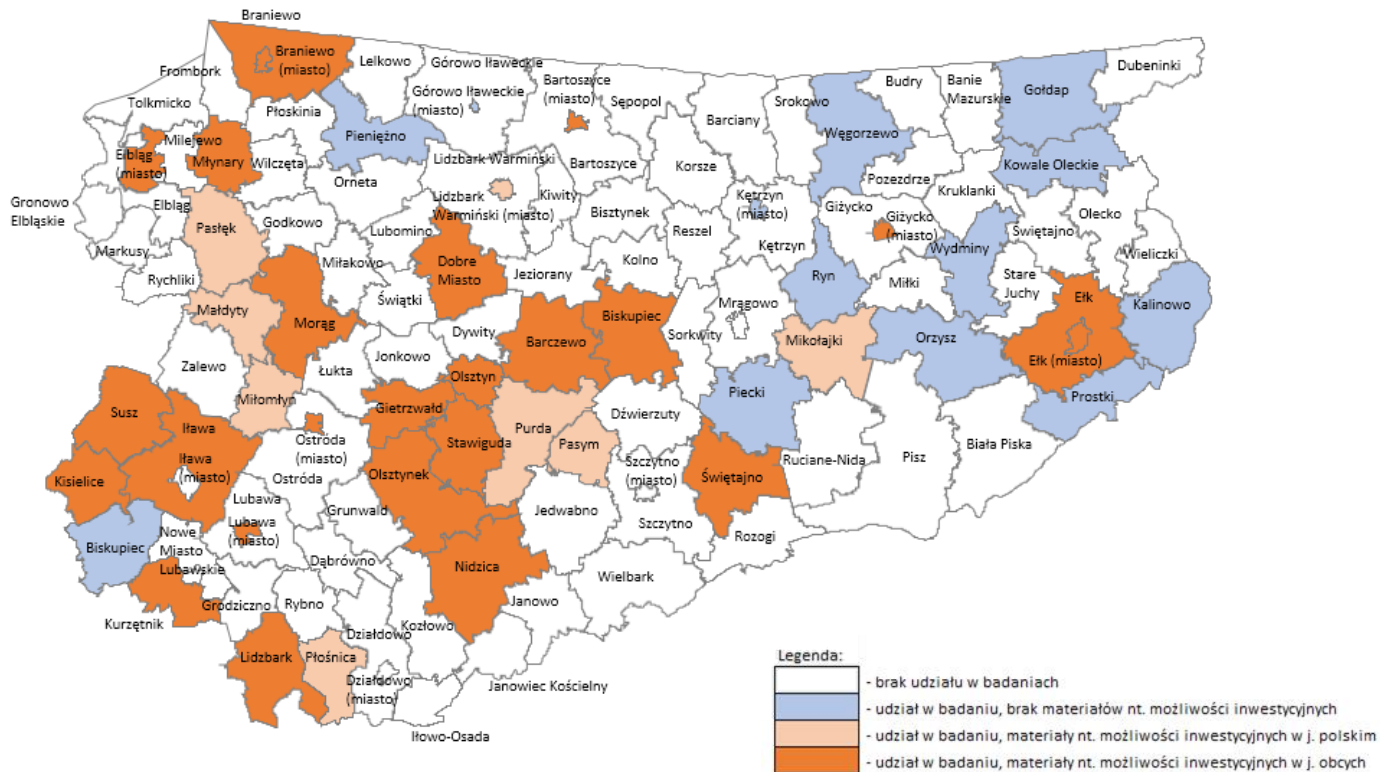 Braniewo
Braniewo
(miasto)
Lelkowo
Górowo Iławeckie
Górowo Iławeckie
(miasto)
Bartoszyce
(miasto)
Sępopol
Barciany
Srokowo
Budry
Banie
Mazurskie
Gołdap
Dubeninki
Frombork
Tolkmicko
Płoskinia
Pieniężno
Węgorzewo
Milejewo
Elbląg
(miasto)
Młynary
Wilczęta
Orneta
Lidzbark Warmiński
Lidzbark
Warmiński (miasto)
Kiwity
Bartoszyce
Korsze
Kowale Oleckie
Pozezdrze
Kruklanki
Gronowo
Elbląskie
Elbląg
Pasłęk
Godkowo
Lubomino
Bisztynek
Reszel
Kętrzyn
(miasto)
Kętrzyn
Giżycko
Giżycko
(miasto)
Wydminy
Świętajno
Olecko
Wieliczki
Markusy
Rychliki
Miłakowo
Dobre
Miasto
Jeziorany
Kolno
Świątki
Ryn
Miłki
Stare
Juchy
Ełk
Kalinowo
Małdyty
Morąg
Dywity
Barczewo
Biskupiec
Sorkwity
Mrągowo
Mikołajki
Orzysz
Ełk (miasto)
Zalewo
Łukta
Jonkowo
Olsztyn
Prostki
Miłomłyn
Gietrzwałd
Piecki
Susz
Iława
Iława
(miasto)
Ostróda
(miasto)
Ostróda
Stawiguda
Purda
Pasym
Dźwierzuty
Biała Piska
Kisielice
Olsztynek
Szczytno
(miasto)
Świętajno
Ruciane-Nida
Pisz
Lubawa
Lubawa
(miasto)
Grunwald
Jedwabno
Szczytno
Rozogi
Biskupiec
Nowe
Miasto
Lubawskie
Dąbrówno
Nidzica
Wielbark
Kurzętnik
Grodziczno
Rybno
Janowo
Działdowo
Kozłowo
Lidzbark
Płośnica
Działdowo
(miasto)
Janowiec Kościelny
Iłowo-Osada
Legenda:
- brak udziału w badaniach
- udział w badaniu, brak materiałów nt. możliwości inwestycyjnych
- udział w badaniu, materiały nt. możliwości inwestycyjnych w j. polskim
- udział w badaniu, materiały nt. możliwości inwestycyjnych w j. obcych